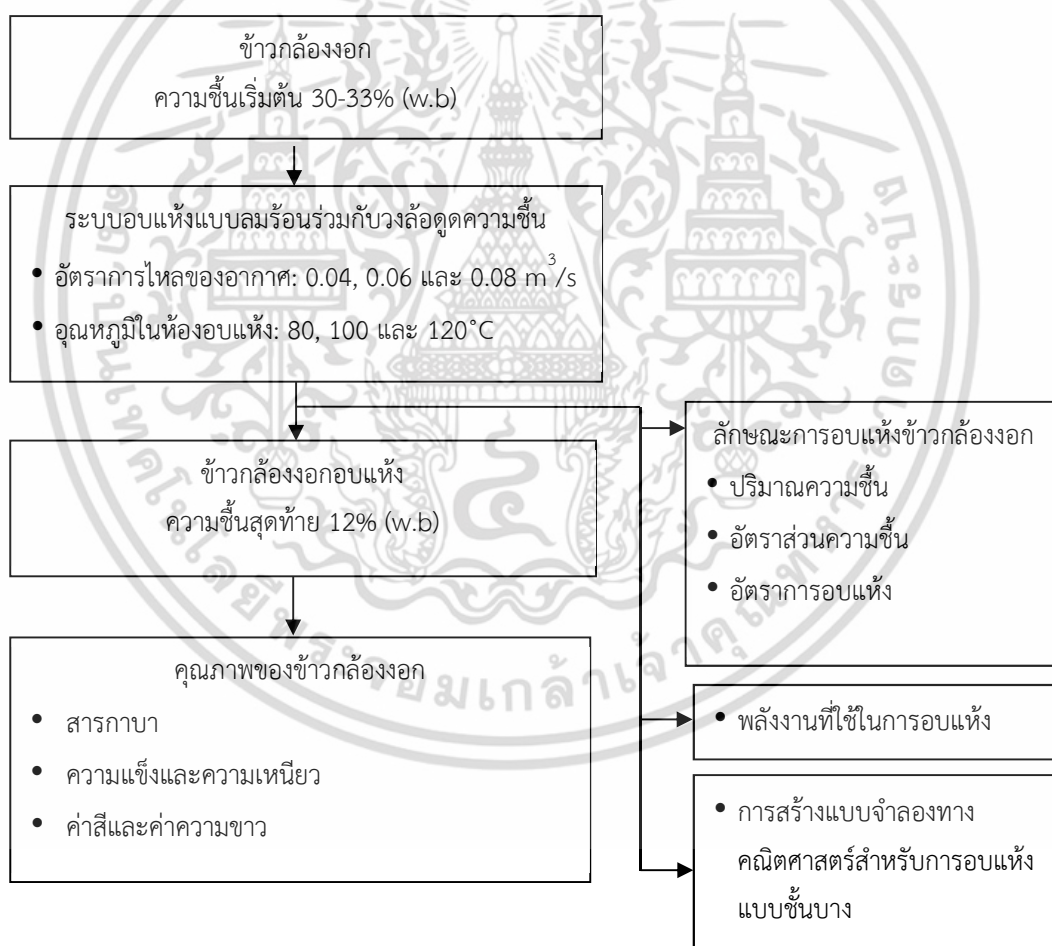 ข้าวกล้องงอก
ความชื้นเริ่มต้น 30-33% (w.b)
ระบบอบแห้งแบบลมร้อนร่วมกับวงล้อดูดความชื้น
• อัตราการไหลของอากาศ: 0.04, 0.06 และ 0.08 m³/s
• อุณหภูมิในห้องอบแห้ง: 80, 100 และ 120°C
ข้าวกล้องงอกอบแห้ง
ความชื้นสุดท้าย 12% (w.b)
คุณภาพของข้าวกล้องงอก
• สารกาบา
• ความแข็งและความเหนียว
• ค่าสีและค่าความขาว
ลักษณะการอบแห้งข้าวกล้องงอก
• ปริมาณความชื้น
• อัตราส่วนความชื้น
• อัตราการอบแห้ง
• พลังงานที่ใช้ในการอบแห้ง
• การสร้างแบบจำลองทาง
คณิตศาสตร์สำหรับการอบแห้ง
แบบชั้นบาง